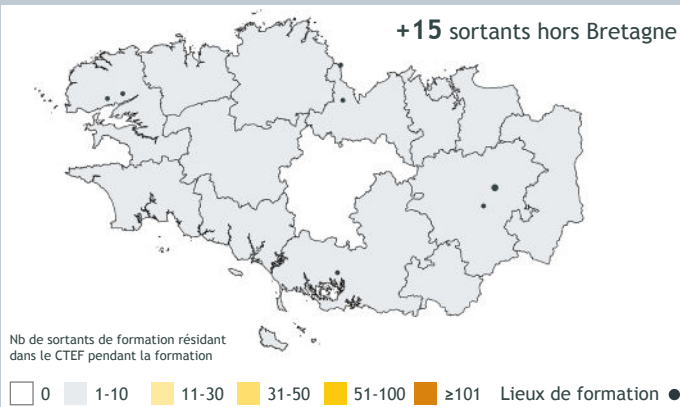 +15 sortants hors Bretagne
Nb de sortants de formation résidant
dans le CTEF pendant la formation
0 1-10 11-30 31-50 51-100 ≥101 Lieux de formation